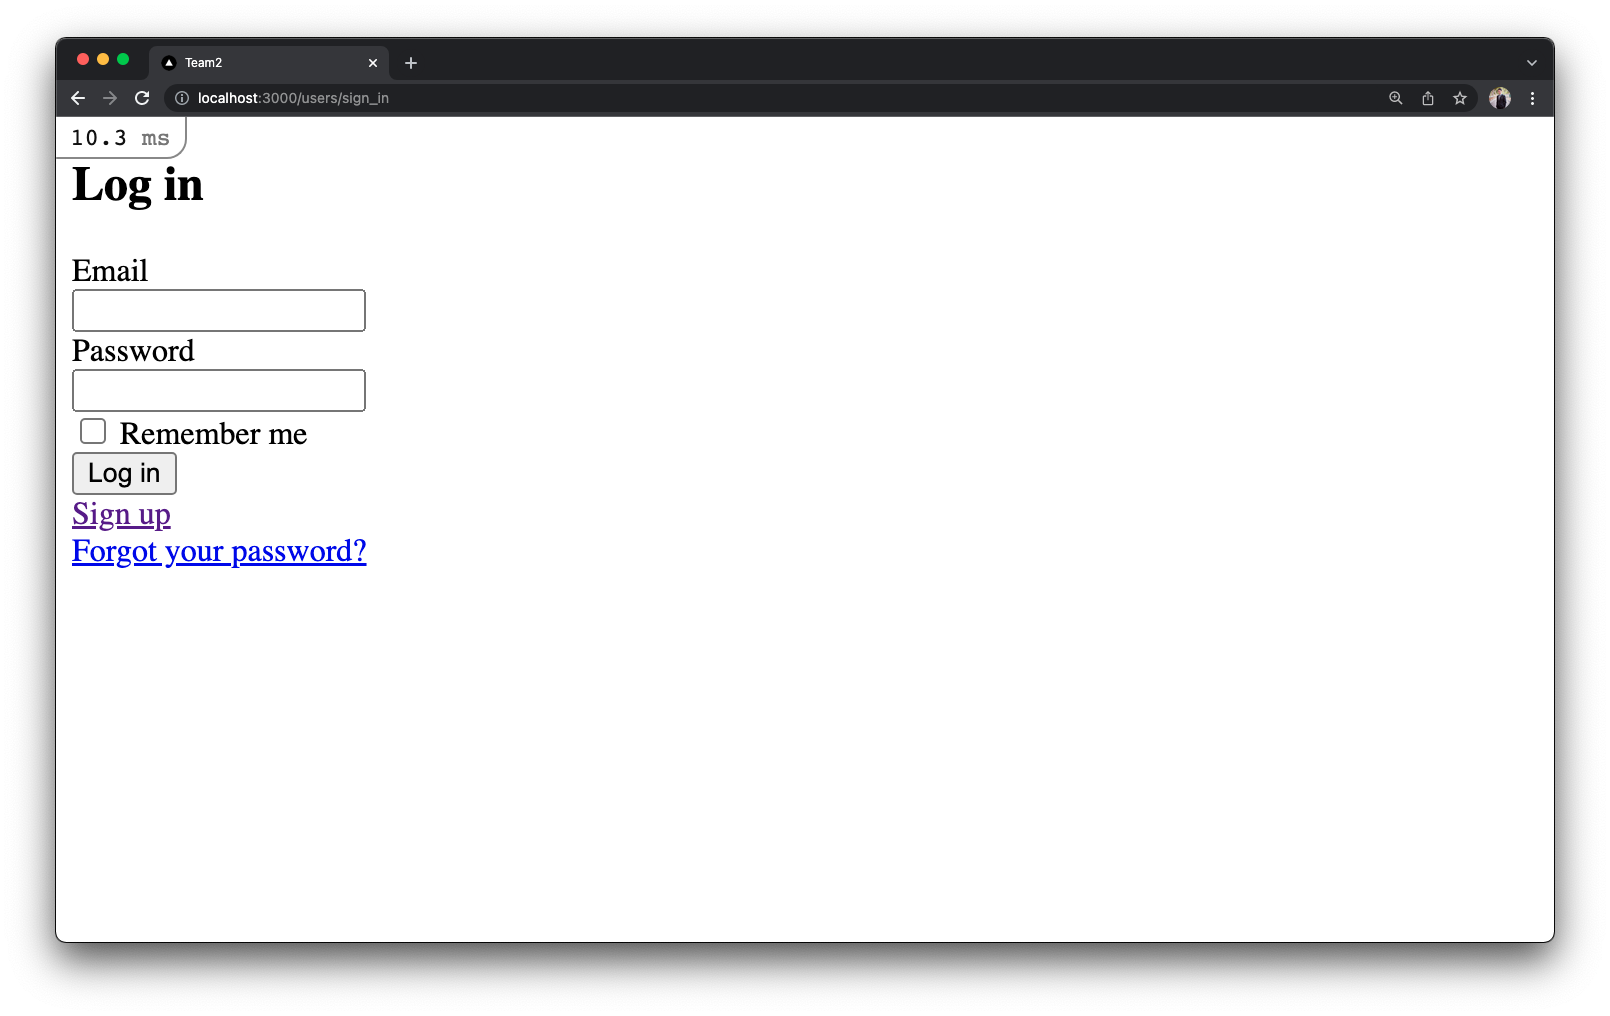 Team2
localhost:3000/users/sign_in
10.3 ms
Log in
Email
Password
Remember me
Log in
Sign up
Forgot your password?